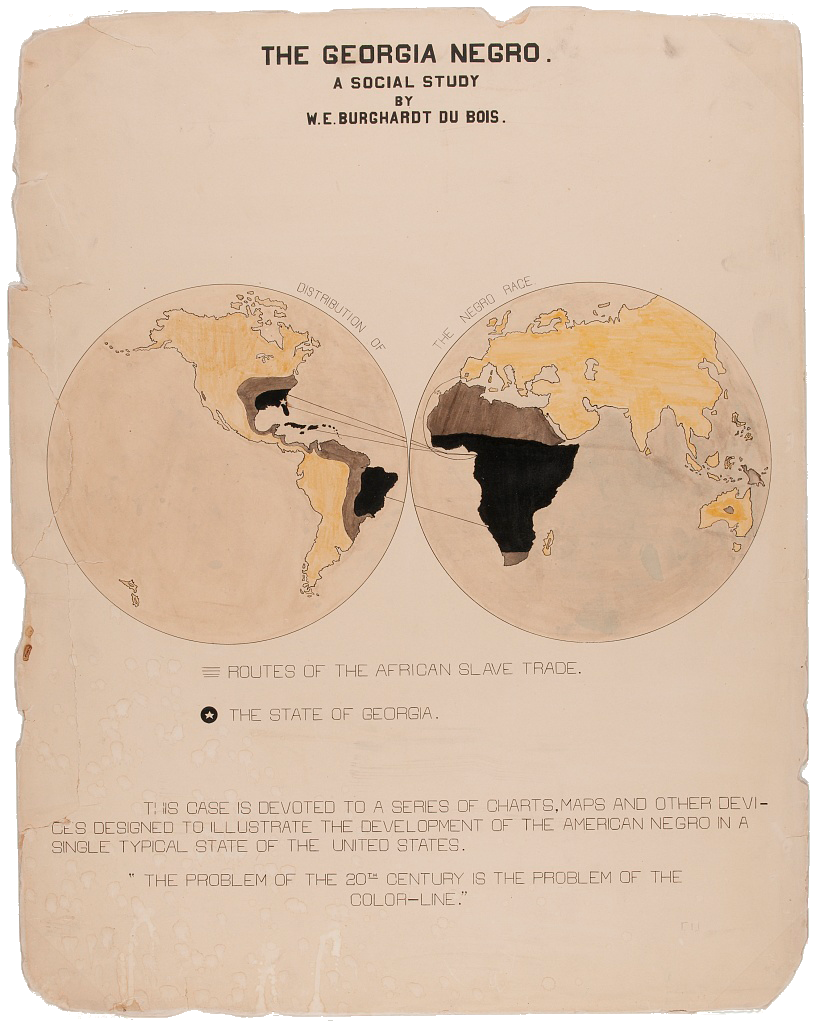 THE GEORGIA NEGRO.
A SOCIAL STUDY
BY
W.E.BURGHARDT DU BOIS.
DISTRIBUTION OF
THE NEGRO RACE.
ROUTES OF THE AFRICAN SLAVE TRADE.
THE STATE OF GEORGIA.
THIS CASE IS DEVOTED TO A SERIES OF CHARTS, MAPS AND OTHER DEVI-
CES DESIGNED TO ILLUSTRATE THE DEVELOPMENT OF THE AMERICAN NEGRO IN A
SINGLE TYPICAL STATE OF THE UNITED STATES.
" THE PROBLEM OF THE 20TH CENTURY IS THE PROBLEM OF THE
COLOR-LINE."